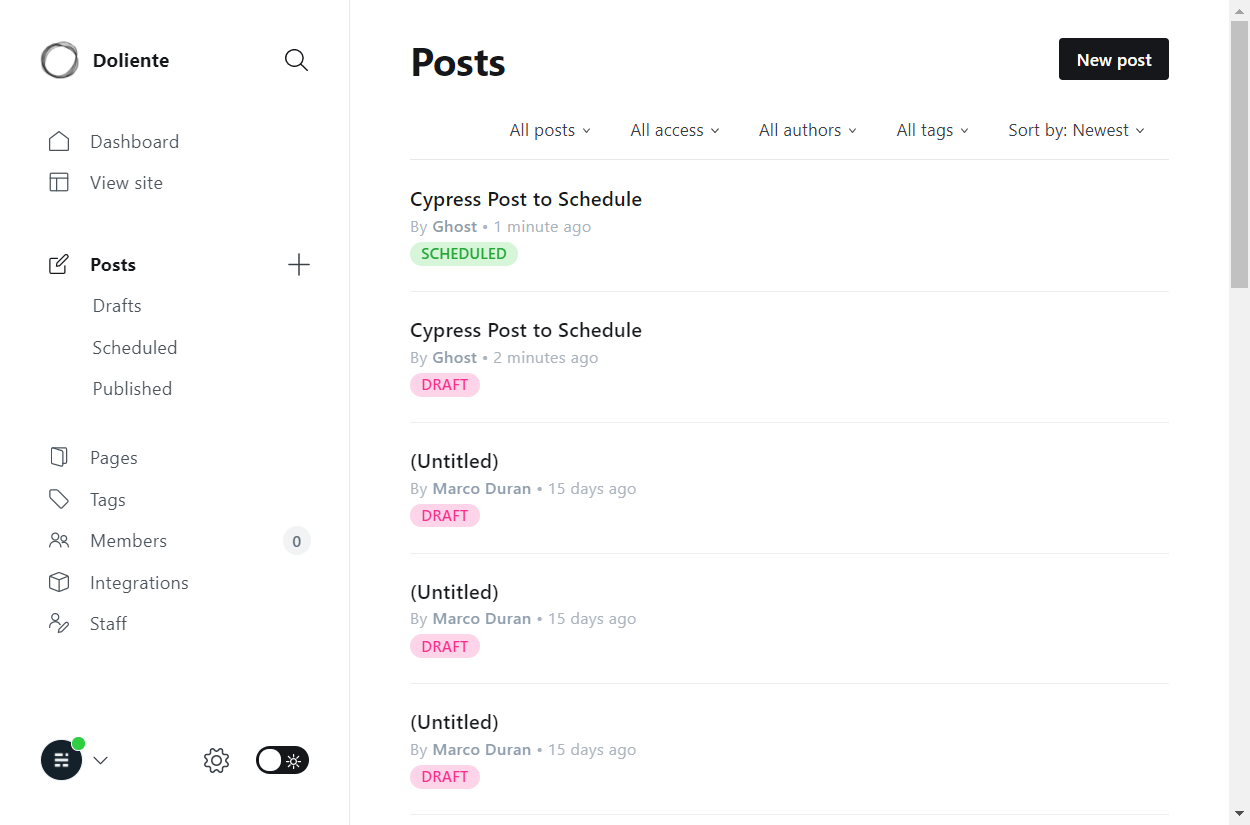 Doliente
Dashboard
View site
Posts
Drafts
Scheduled
Published
Pages
Tags
Members 0
Integrations
Staff
Posts
New post
All posts All access All authors All tags Sort by: Newest
Cypress Post to Schedule
By Ghost • 1 minute ago
SCHEDULED
Cypress Post to Schedule
By Ghost • 2 minutes ago
DRAFT
(Untitled)
By Marco Duran • 15 days ago
DRAFT
(Untitled)
By Marco Duran • 15 days ago
DRAFT
(Untitled)
By Marco Duran • 15 days ago
DRAFT